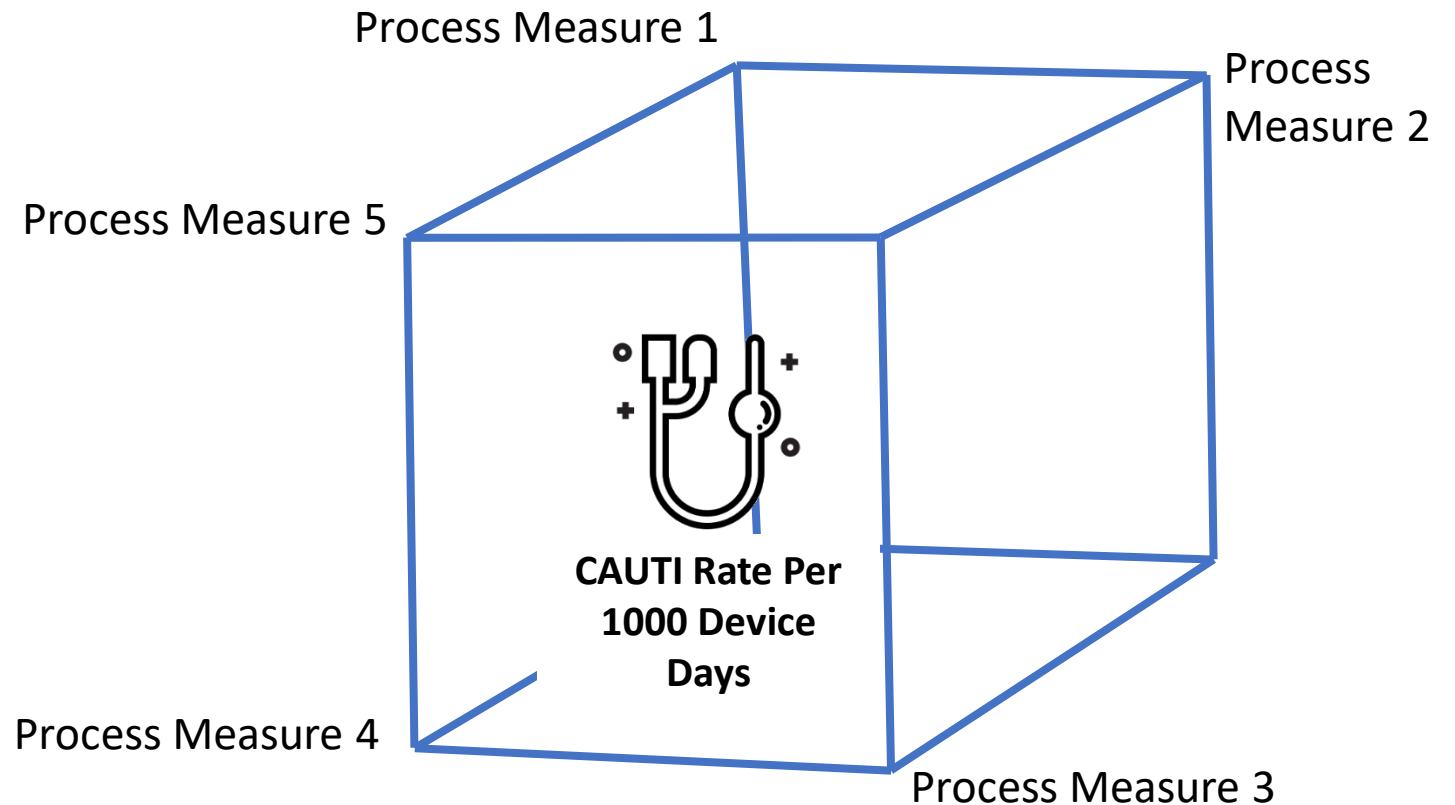 Process Measure 1
Process
Measure 2
Process Measure 5
CAUTI Rate Per
1000 Device
Days
Process Measure 4
Process Measure 3